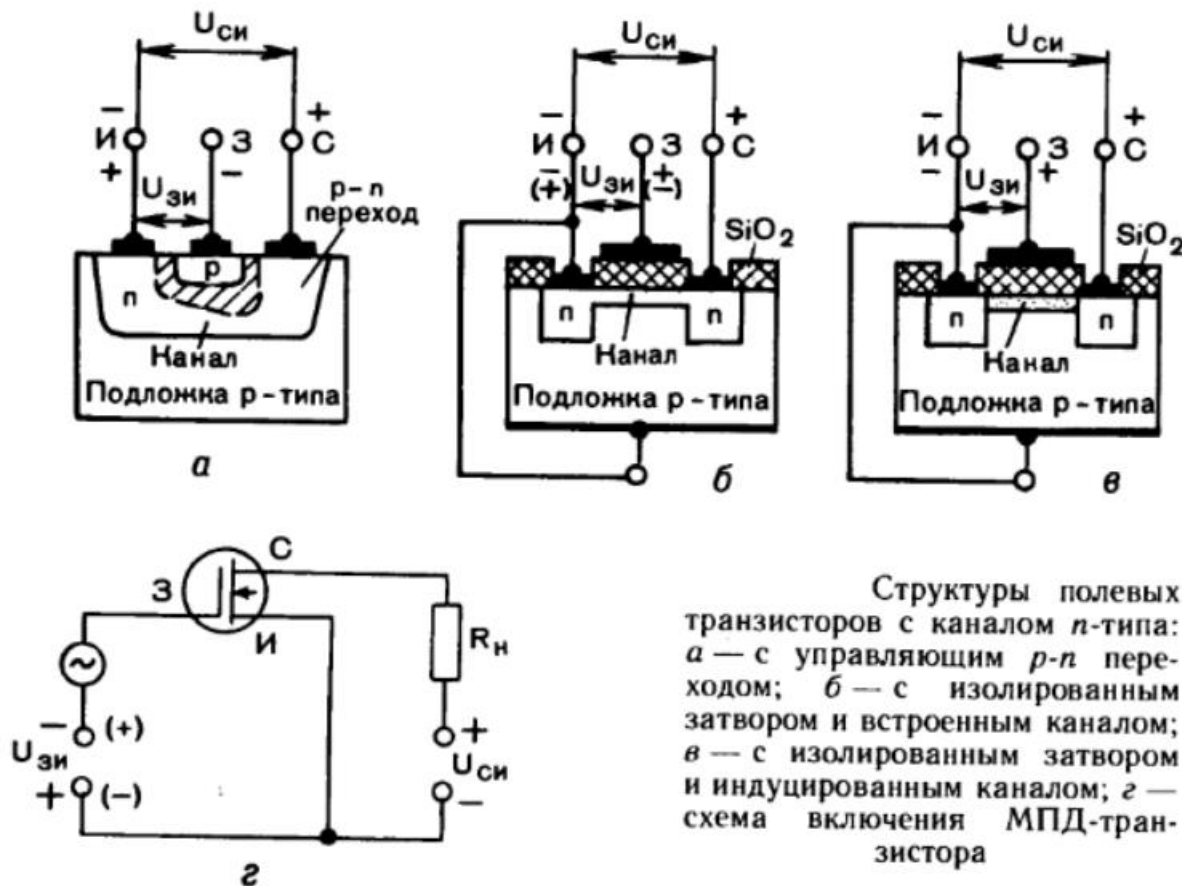 Uси
Uси
Uси
− + − + − +
И З С И З С И З С
+ − − (+) + (−) − +
Uзи Uзи Uзи
p-n
переход
SiO2
SiO2
p
n
n n
n n
Канал
Канал
Канал
Подложка p-типа
Подложка p-типа
Подложка p-типа
а
б
в
С
З
И
Rн
~
− (+)
+
Uзи
Uси
+ (−)
−
г
Структуры полевых
транзисторов с каналом n-типа:
а — с управляющим p-n пере-
ходом; б — с изолированным
затвором и встроенным каналом;
в — с изолированным затвором
и индуцированным каналом; г —
схема включения МПД-тран-
зистора